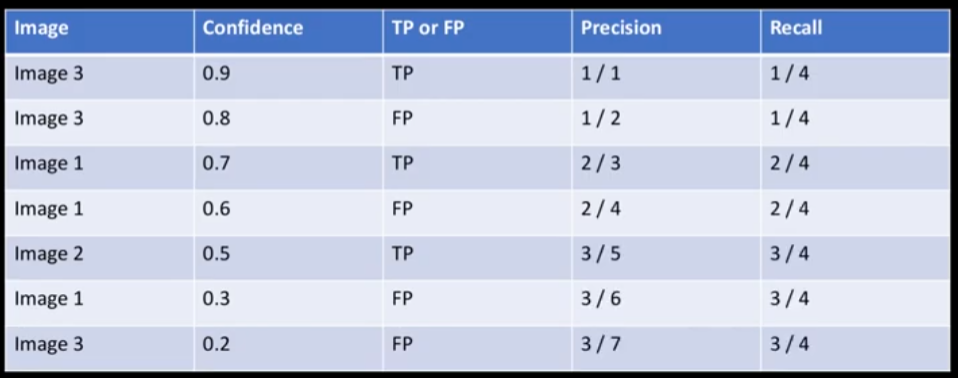 Image Confidence TP or FP Precision Recall
Image 3 0.9 TP 1 / 1 1 / 4
Image 3 0.8 FP 1 / 2 1 / 4
Image 1 0.7 TP 2 / 3 2 / 4
Image 1 0.6 FP 2 / 4 2 / 4
Image 2 0.5 TP 3 / 5 3 / 4
Image 1 0.3 FP 3 / 6 3 / 4
Image 3 0.2 FP 3 / 7 3 / 4